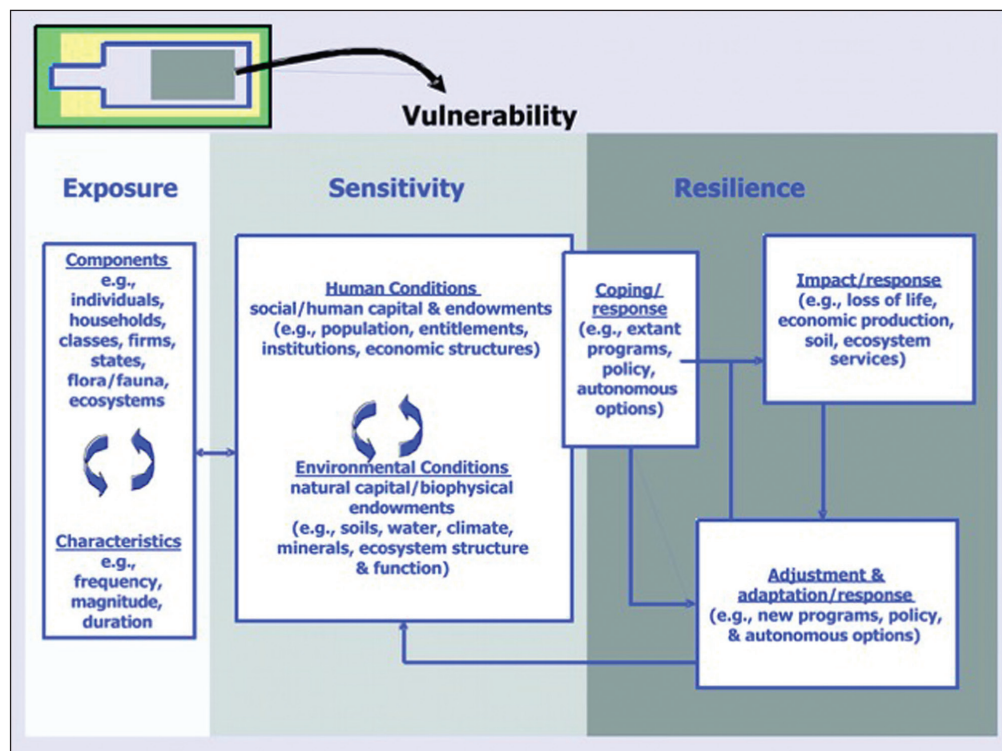 Vulnerability
Exposure
Sensitivity
Resilience
Components
e.g.,
individuals,
households,
classes, firms,
states,
flora/fauna,
ecosystems
Characteristics
e.g.,
frequency,
magnitude,
duration
Human Conditions
social/human capital & endowments
(e.g., population, entitlements,
institutions, economic structures)
Environmental Conditions
natural capital/biophysical
endowments
(e.g., soils, water, climate,
minerals, ecosystem structure
& function)
Coping/
response
(e.g., extant
programs,
policy,
autonomous
options)
Impact/response
(e.g., loss of life,
economic production,
soil, ecosystem
services)
Adjustment &
adaptation/response
(e.g., new programs, policy,
& autonomous options)